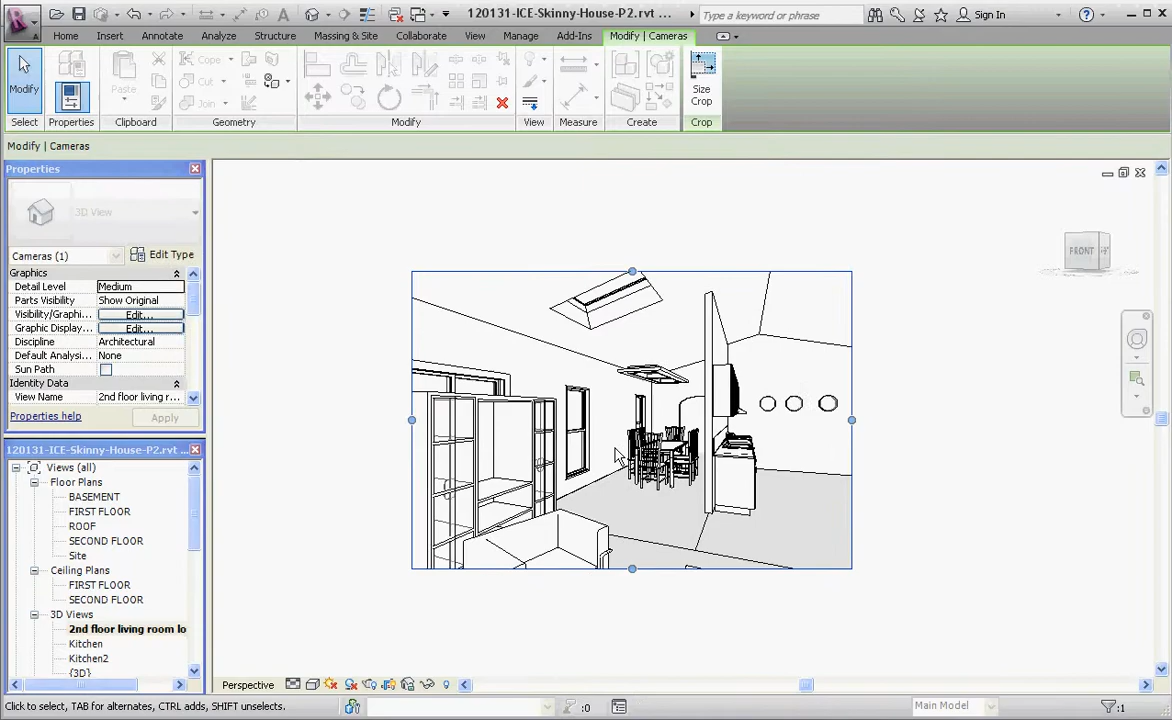 120131-ICE-Skinny-House-P2.rvt ...
Type a keyword or phrase
Sign In
Home Insert Annotate Analyze Structure Massing & Site Collaborate View Manage Add-Ins Modify | Cameras
Modify
Paste
Cope
Cut
Join
Size
Crop
Select Properties Clipboard Geometry Modify View Measure Create Crop
Modify | Cameras
Properties
3D View
Cameras (1) Edit Type
Graphics
Detail Level Medium
Parts Visibility Show Original
Visibility/Graphi... Edit...
Graphic Display... Edit...
Discipline Architectural
Default Analysi... None
Sun Path
Identity Data
View Name 2nd floor living r...
Properties help Apply
120131-ICE-Skinny-House-P2.rvt ...
Views (all)
Floor Plans
BASEMENT
FIRST FLOOR
ROOF
SECOND FLOOR
Site
Ceiling Plans
FIRST FLOOR
SECOND FLOOR
3D Views
2nd floor living room lo
Kitchen
Kitchen2
{3D}
FRONT
Perspective
Click to select, TAB for alternates, CTRL adds, SHIFT unselects.
:0
Main Model
:1